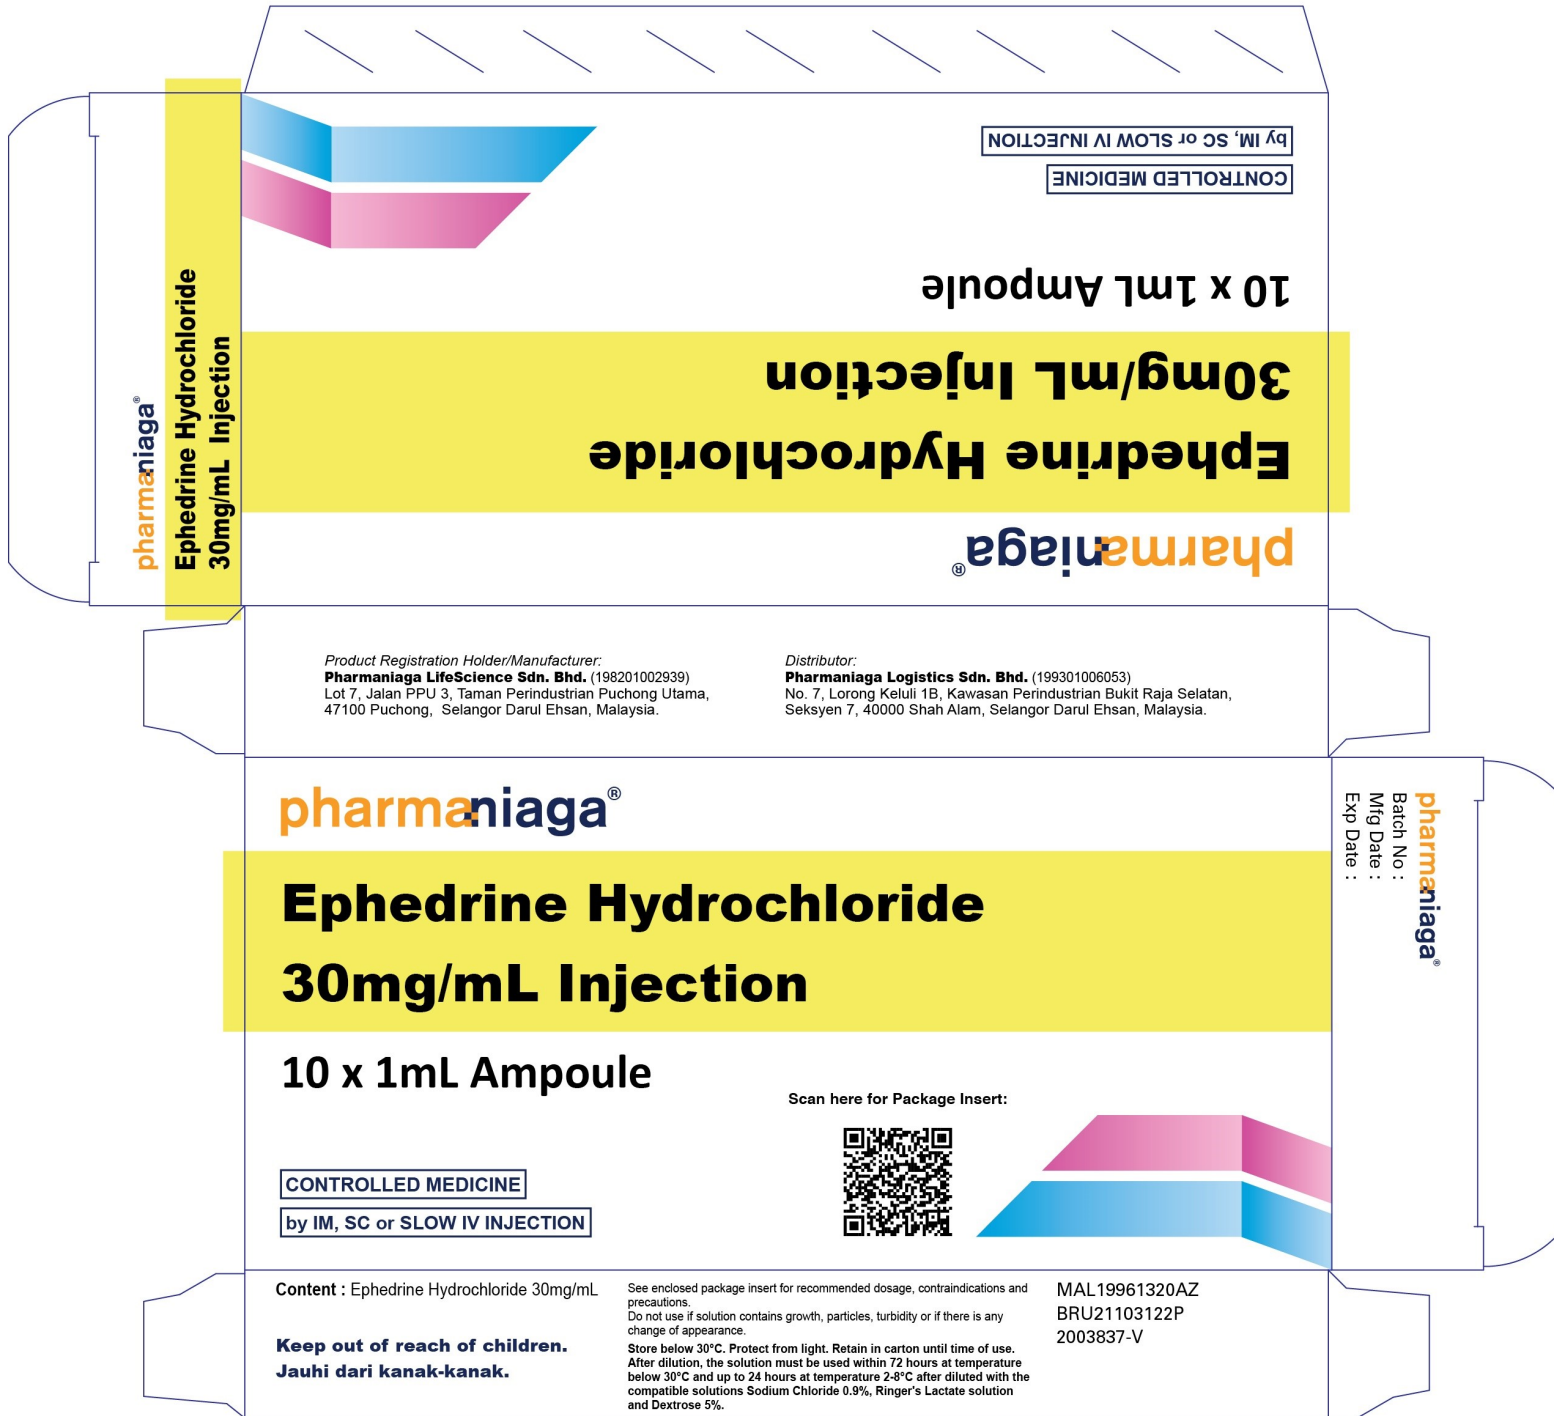 by IM, SC or SLOW IV INJECTION
CONTROLLED MEDICINE
10 x 1mL Ampoule
30mg/mL Injection
Ephedrine Hydrochloride
pharmaniaga®
pharmaniaga®
Ephedrine Hydrochloride
30mg/mL Injection
Product Registration Holder/Manufacturer:
Pharmaniaga LifeScience Sdn. Bhd. (198201002939)
Lot 7, Jalan PPU 3, Taman Perindustrian Puchong Utama,
47100 Puchong, Selangor Darul Ehsan, Malaysia.
Distributor:
Pharmaniaga Logistics Sdn. Bhd. (199301006053)
No. 7, Lorong Keluli 1B, Kawasan Perindustrian Bukit Raja Selatan,
Seksyen 7, 40000 Shah Alam, Selangor Darul Ehsan, Malaysia.
pharmaniaga®
Ephedrine Hydrochloride
30mg/mL Injection
10 x 1mL Ampoule
Scan here for Package Insert:
CONTROLLED MEDICINE
by IM, SC or SLOW IV INJECTION
pharmaniaga®
Batch No :
Mfg Date :
Exp Date :
Content : Ephedrine Hydrochloride 30mg/mL
Keep out of reach of children.
Jauhi dari kanak-kanak.
See enclosed package insert for recommended dosage, contraindications and
precautions.
Do not use if solution contains growth, particles, turbidity or if there is any
change of appearance.
Store below 30°C. Protect from light. Retain in carton until time of use.
After dilution, the solution must be used within 72 hours at temperature
below 30°C and up to 24 hours at temperature 2-8°C after diluted with the
compatible solutions Sodium Chloride 0.9%, Ringer's Lactate solution
and Dextrose 5%.
MAL19961320AZ
BRU21103122P
2003837-V